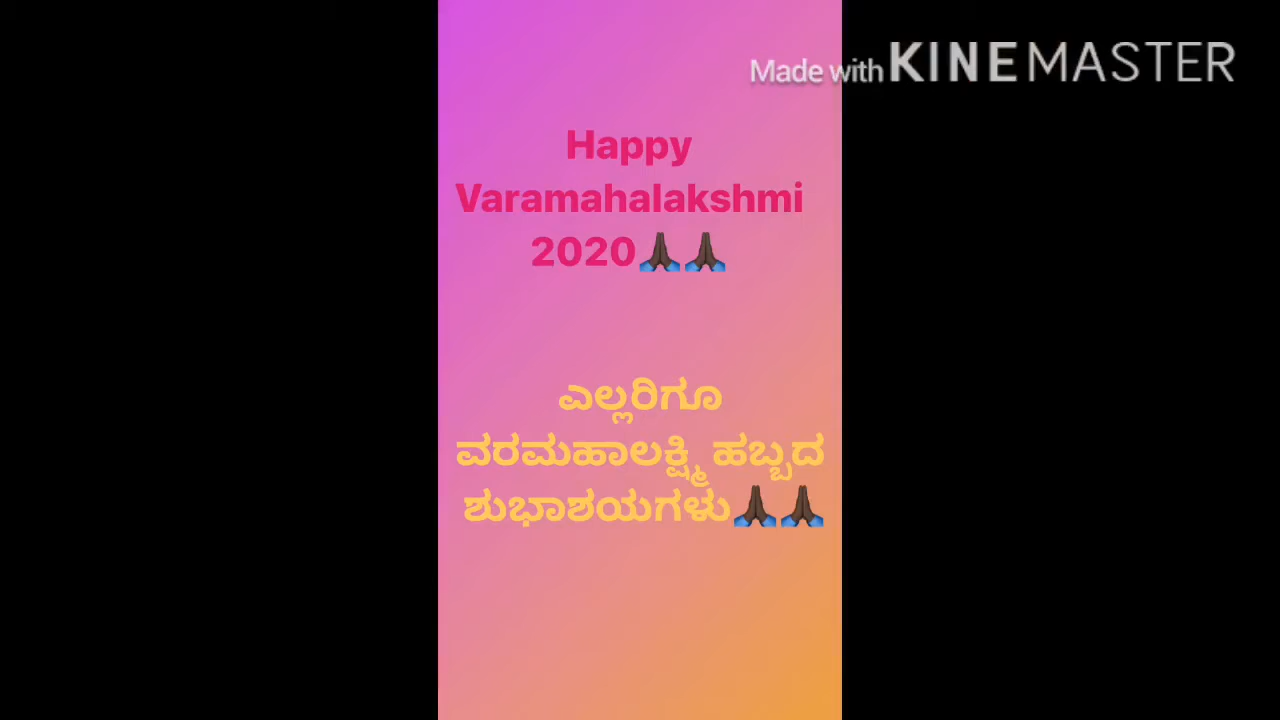 Made with KINEMASTER
Happy
Varamahalakshmi
2020🙏🏿🙏🏿
ಎಲ್ಲರಿಗೂ
ವರಮಹಾಲಕ್ಷ್ಮಿ ಹಬ್ಬದ
ಶುಭಾಶಯಗಳು🙏🏿🙏🏿